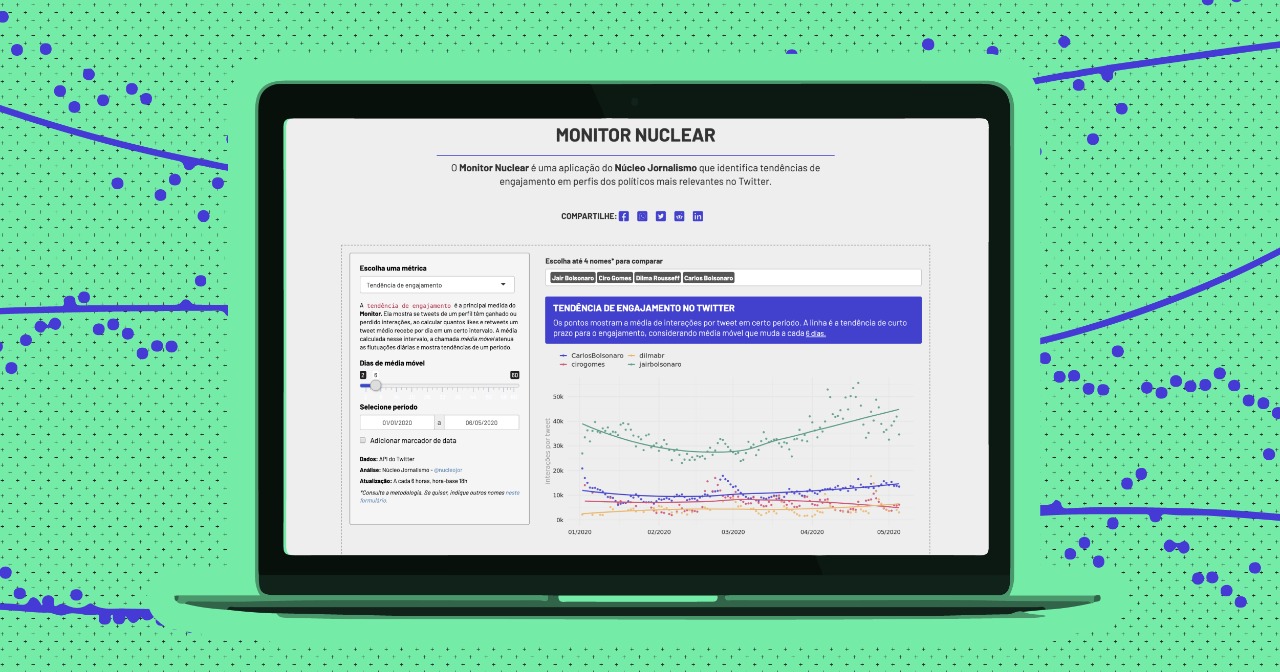 MONITOR NUCLEAR
O Monitor Nuclear é uma aplicação do Núcleo Jornalismo que identifica tendências de
engajamento em perfis dos políticos mais relevantes no Twitter.
COMPARTILHE:
Escolha uma métrica
Tendência de engajamento
A tendência de engajamento é a principal medida do
Monitor. Ela mostra se tweets de um perfil têm ganhado ou
perdido interações, ao calcular quantos likes e retweets um
tweet médio recebe por dia em um certo intervalo. A média
calculada nesse intervalo, a chamada média móvel atenua
as flutuações diárias e mostra tendências de um período.
Dias de média móvel
2 6 60
Selecione período
01/01/2020 a 06/05/2020
Adicionar marcador de data
Dados: API do Twitter
Análise: Núcleo Jornalismo - @nucleojor
Atualização: A cada 6 horas, hora-base 18h
*Consulte a metodologia. Se quiser, indique outros nomes neste
formulário.
Escolha até 4 nomes* para comparar
Jair Bolsonaro Ciro Gomes Dilma Rousseff Carlos Bolsonaro
TENDÊNCIA DE ENGAJAMENTO NO TWITTER
Os pontos mostram a média de interações por tweet em certo período. A linha é a tendência de curto
prazo para o engajamento, considerando média móvel que muda a cada 6 dias.
CarlosBolsonaro dilmabr
cirogomes jairbolsonaro
interações por tweet
50k
40k
30k
20k
10k
0k
01/2020 02/2020 03/2020 04/2020 05/2020